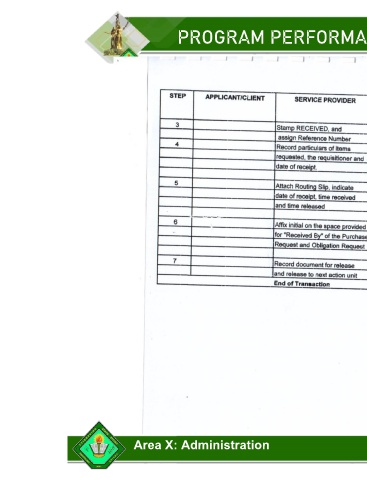 PROGRAM PERFORMA
STEP APPLICANT/CLIENT SERVICE PROVIDER
3 Stamp RECEIVED, and
assign Reference Number
4 Record particulars of items
requested, the requisitioner and
date of receipt.
5 Attach Routing Slip, indicate
date of receipt, time received
and time released
6 Affix initial on the space provided
for "Received By" of the Purchase
Request and Obligation Request
7 Record document for release
and release to next action unit
End of Transaction
Area X: Administration